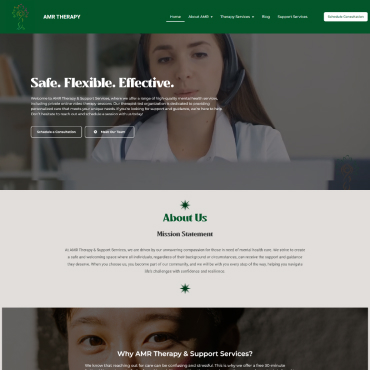 AMR THERAPY
Home
About AMR
Therapy Services
Blog
Support Services
Schedule Consultation
Safe. Flexible. Effective.
Welcome to AMR Therapy & Support Services, where we offer a range of high-quality mental health services,
including private online video therapy sessions. Our therapist-led organization is dedicated to providing
personalized care that meets your unique needs. If you're looking for support and guidance, we're here to help.
Don't hesitate to reach out and schedule a session with us today!
Schedule a Consultation
Meet Our Team
About Us
Mission Statement
At AMR Therapy & Support Services, we are driven by our unwavering compassion for those in need of mental health care. We strive to create
a safe and welcoming space where all individuals, regardless of their background or circumstances, can receive the support and guidance
they deserve. When you choose us, you become part of our community, and we will be with you every step of the way, helping you navigate
life's challenges with confidence and resilience.
Why AMR Therapy & Support Services?
We know that reaching out for care can be confusing and stressful. This is why we offer a free 20-minute